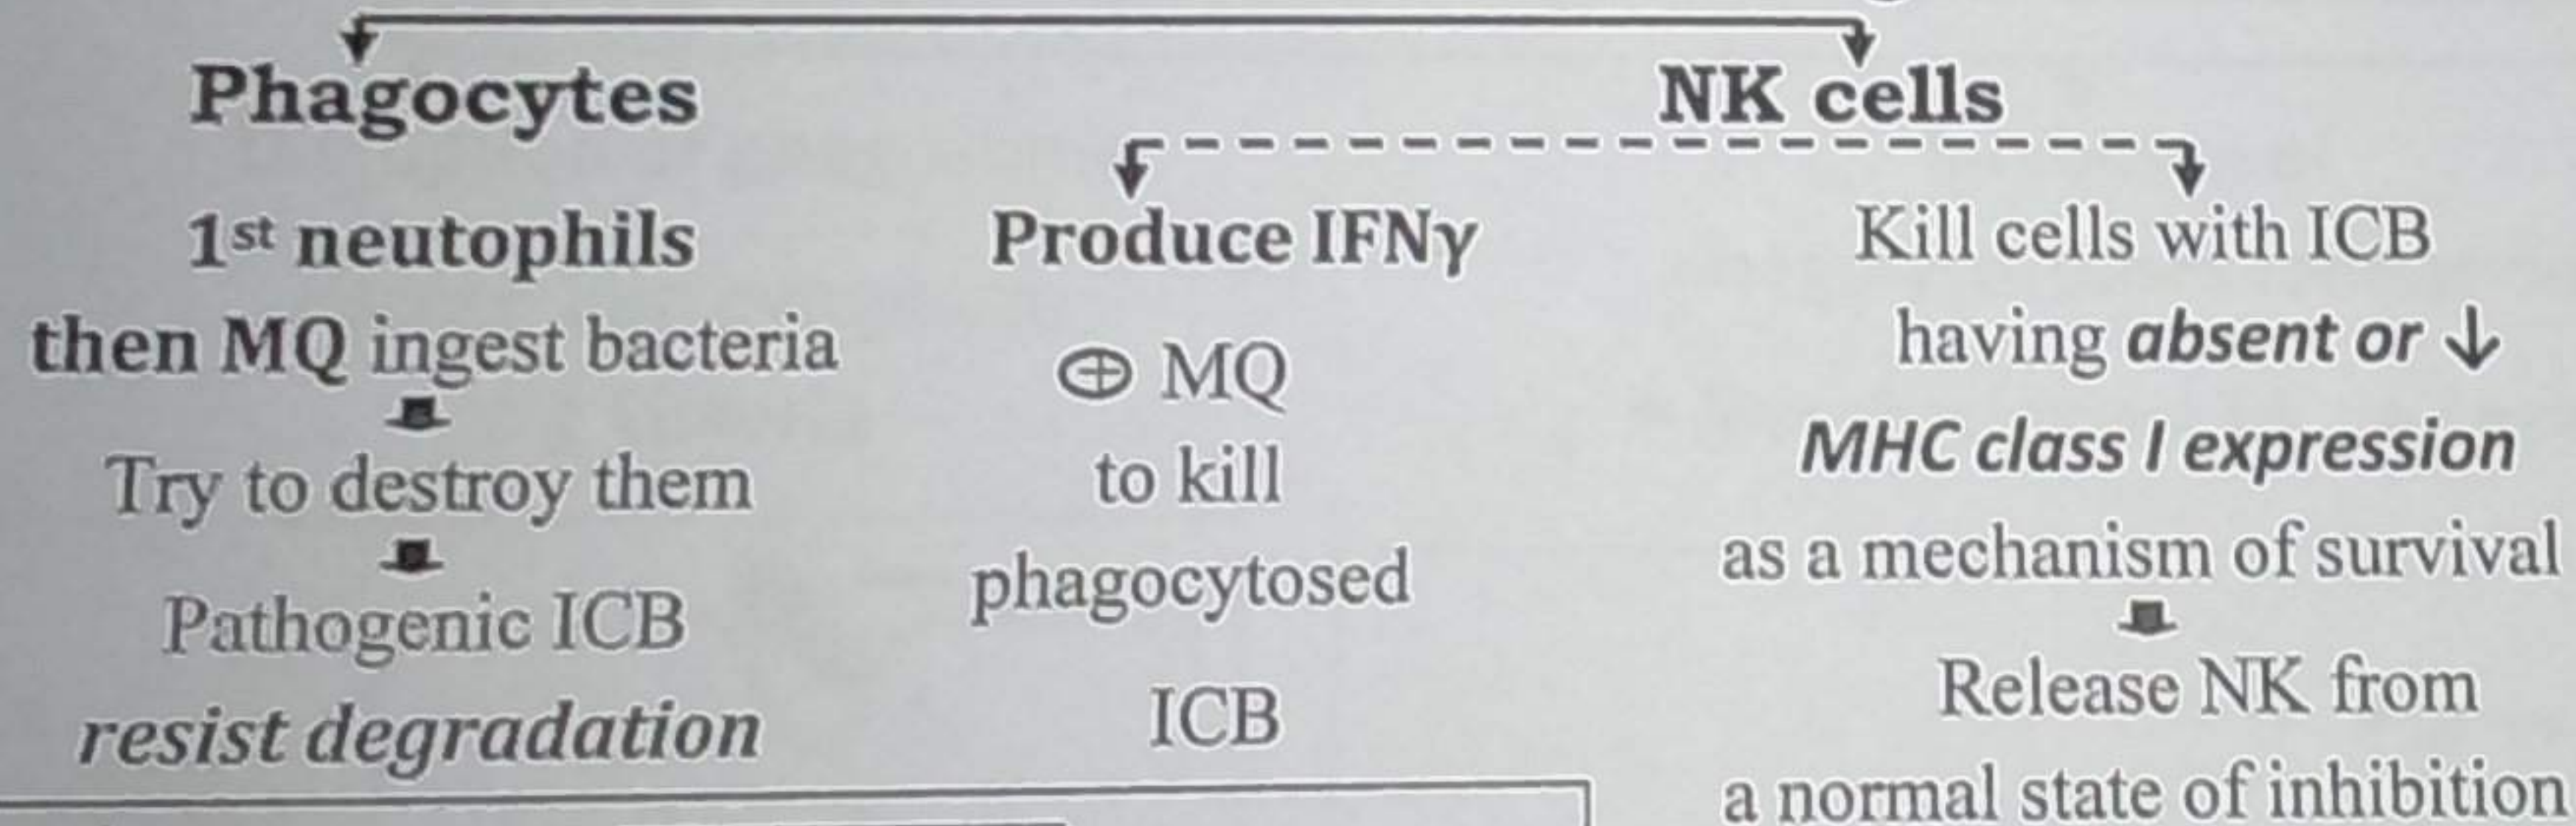 Phagocytes
1st neutophils
then MQ ingest bacteria
Try to destroy them
Pathogenic ICB
resist degradation
NK cells
Produce IFNγ
⊕ MQ
to kill
phagocytosed
ICB
Kill cells with ICB
having absent or ↓
MHC class I expression
as a mechanism of survival
Release NK from
a normal state of inhibition